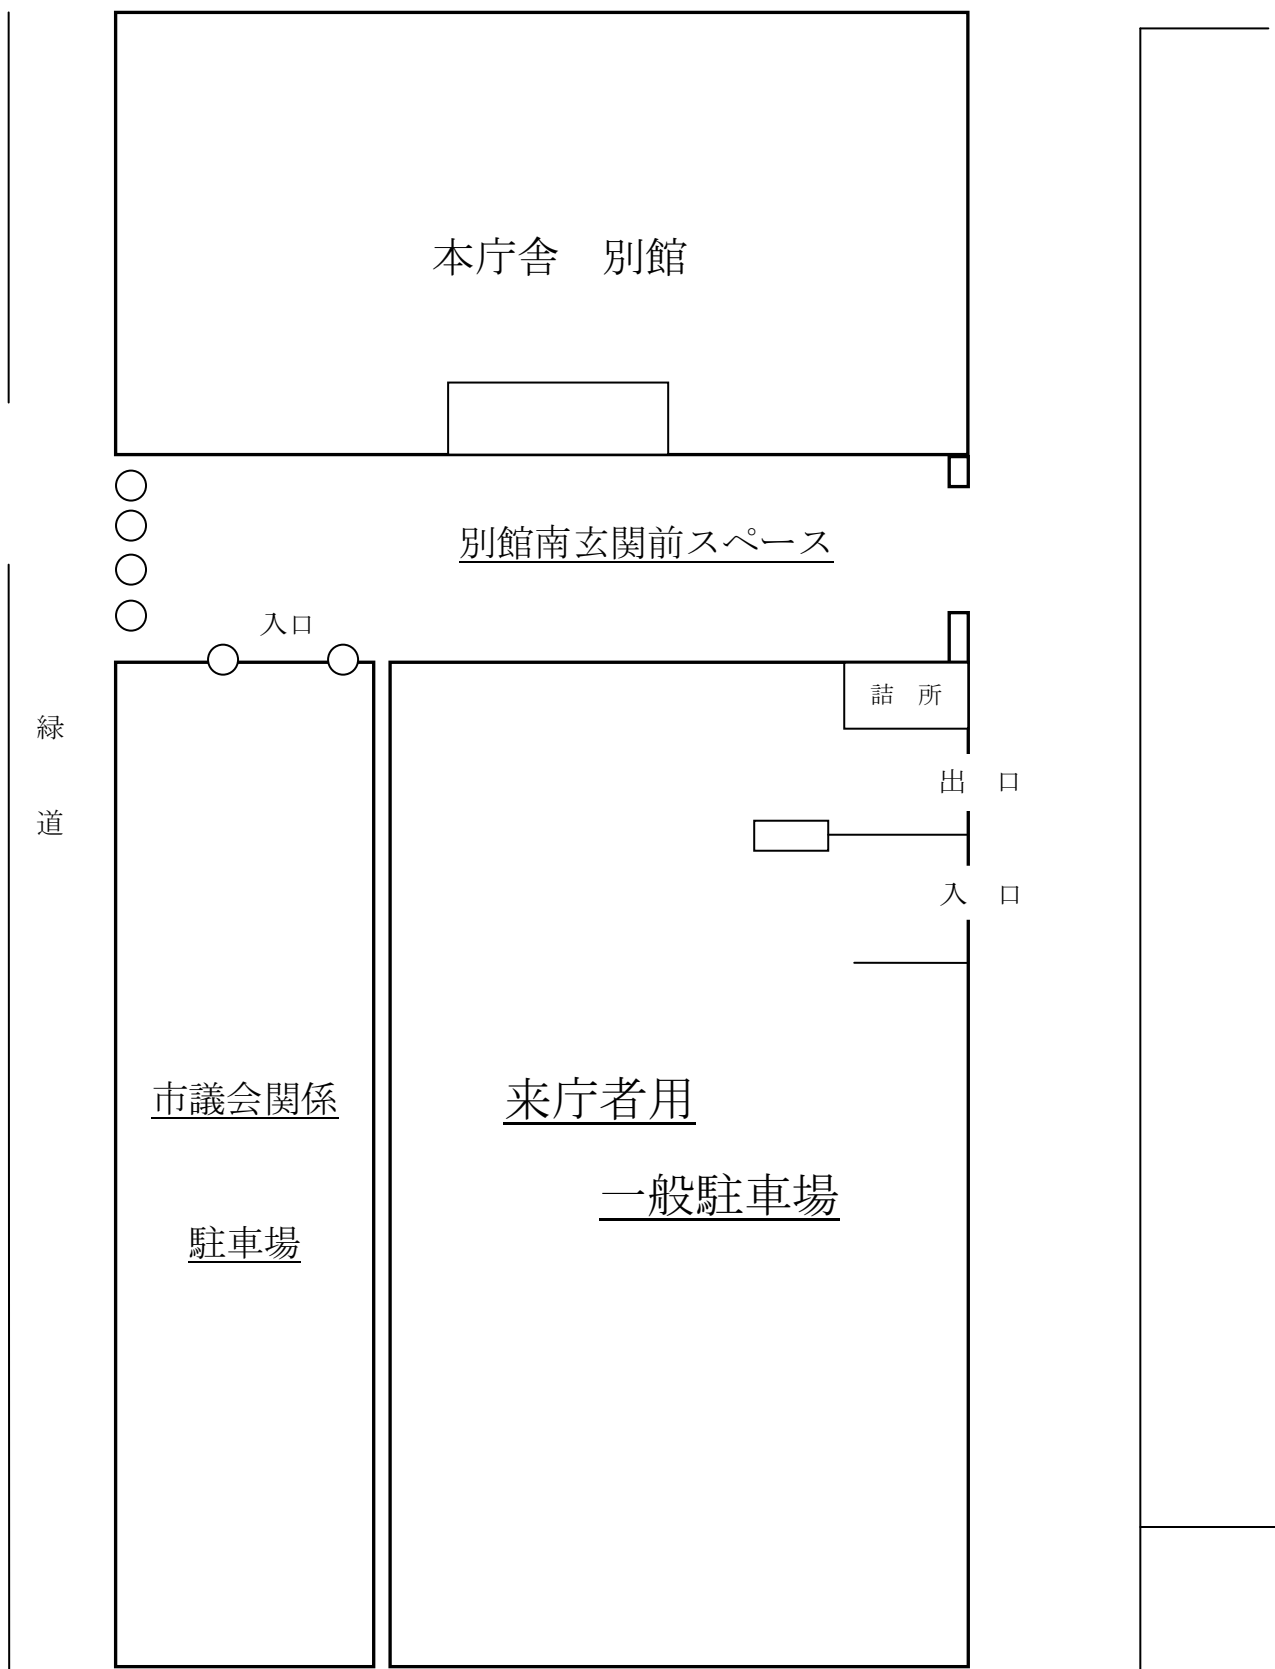 本庁舎　別館
別館南玄関前スペース
入口
詰　所
緑
道
出　口
入　口
市議会関係
駐車場
来庁者用
一般駐車場